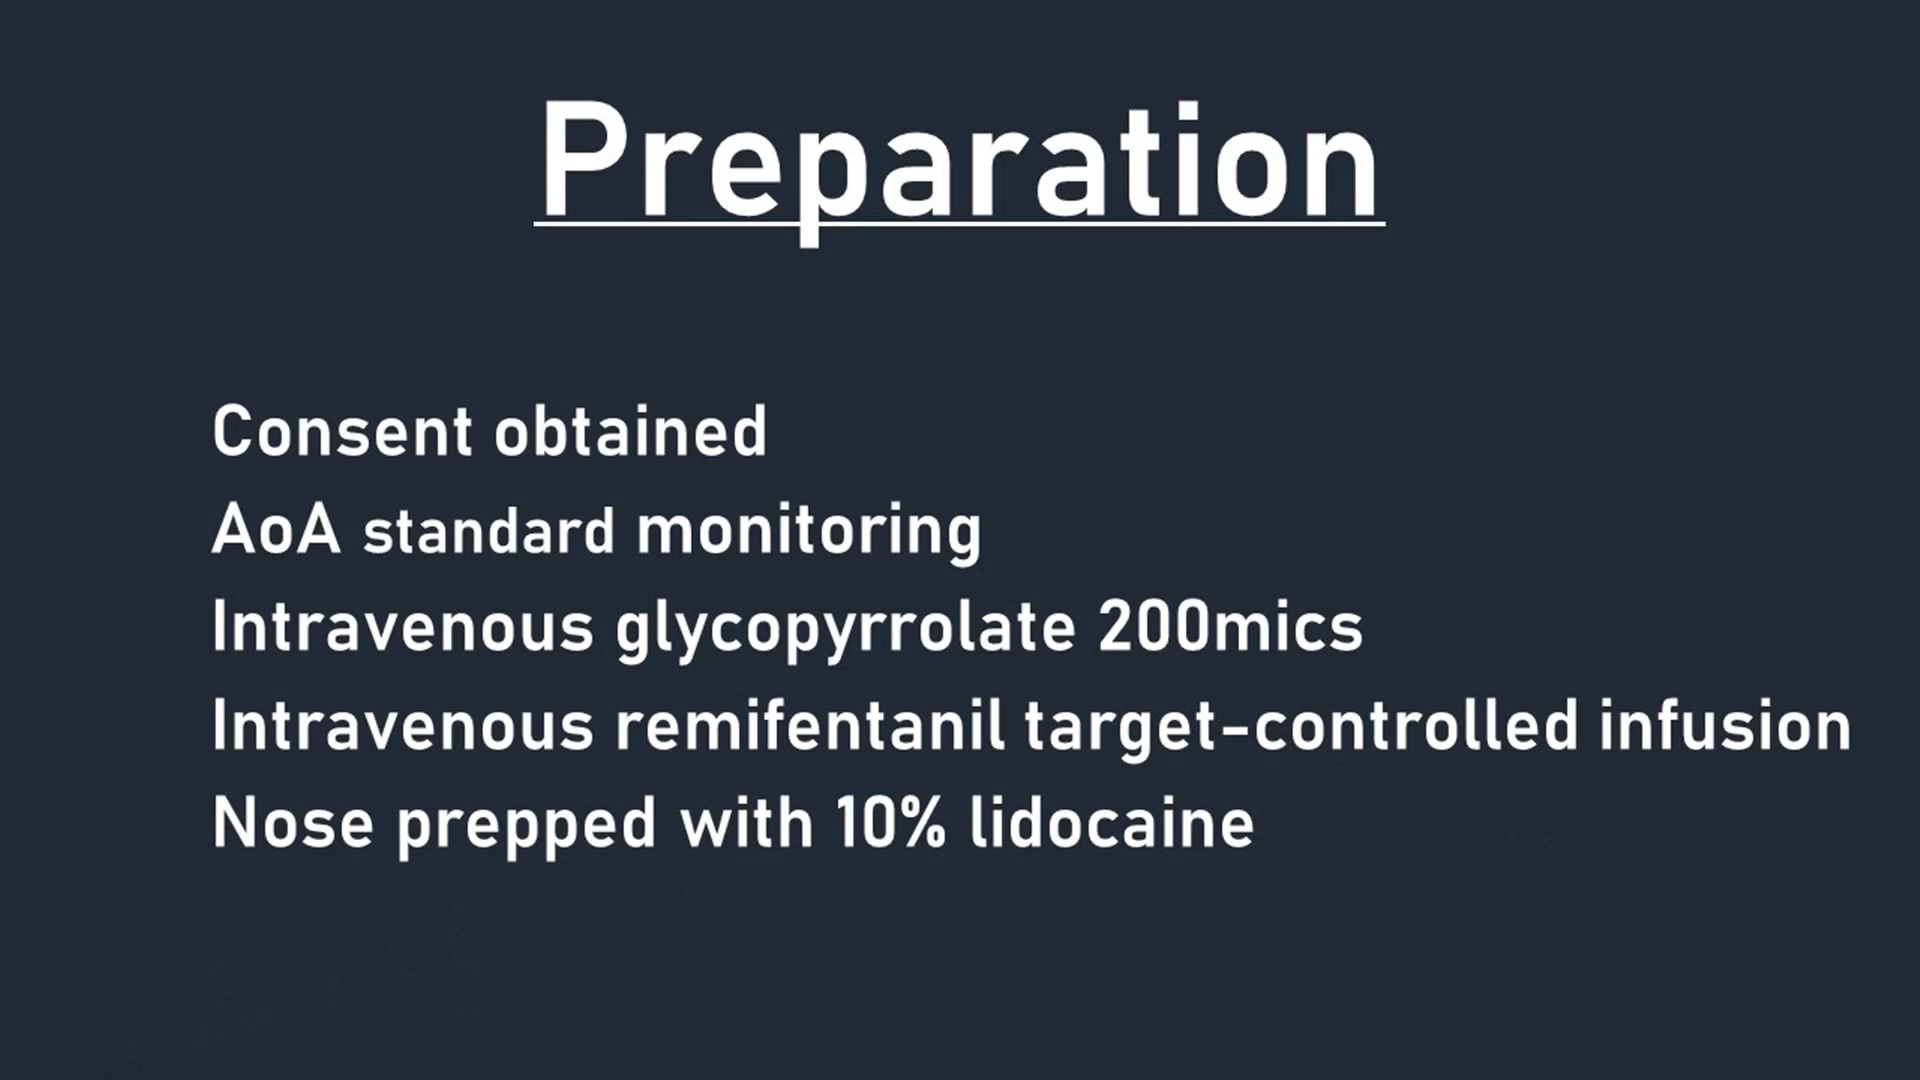 Preparation
Consent obtained
AoA standard monitoring
Intravenous glycopyrrolate 200mics
Intravenous remifentanil target-controlled infusion
Nose prepped with 10% lidocaine